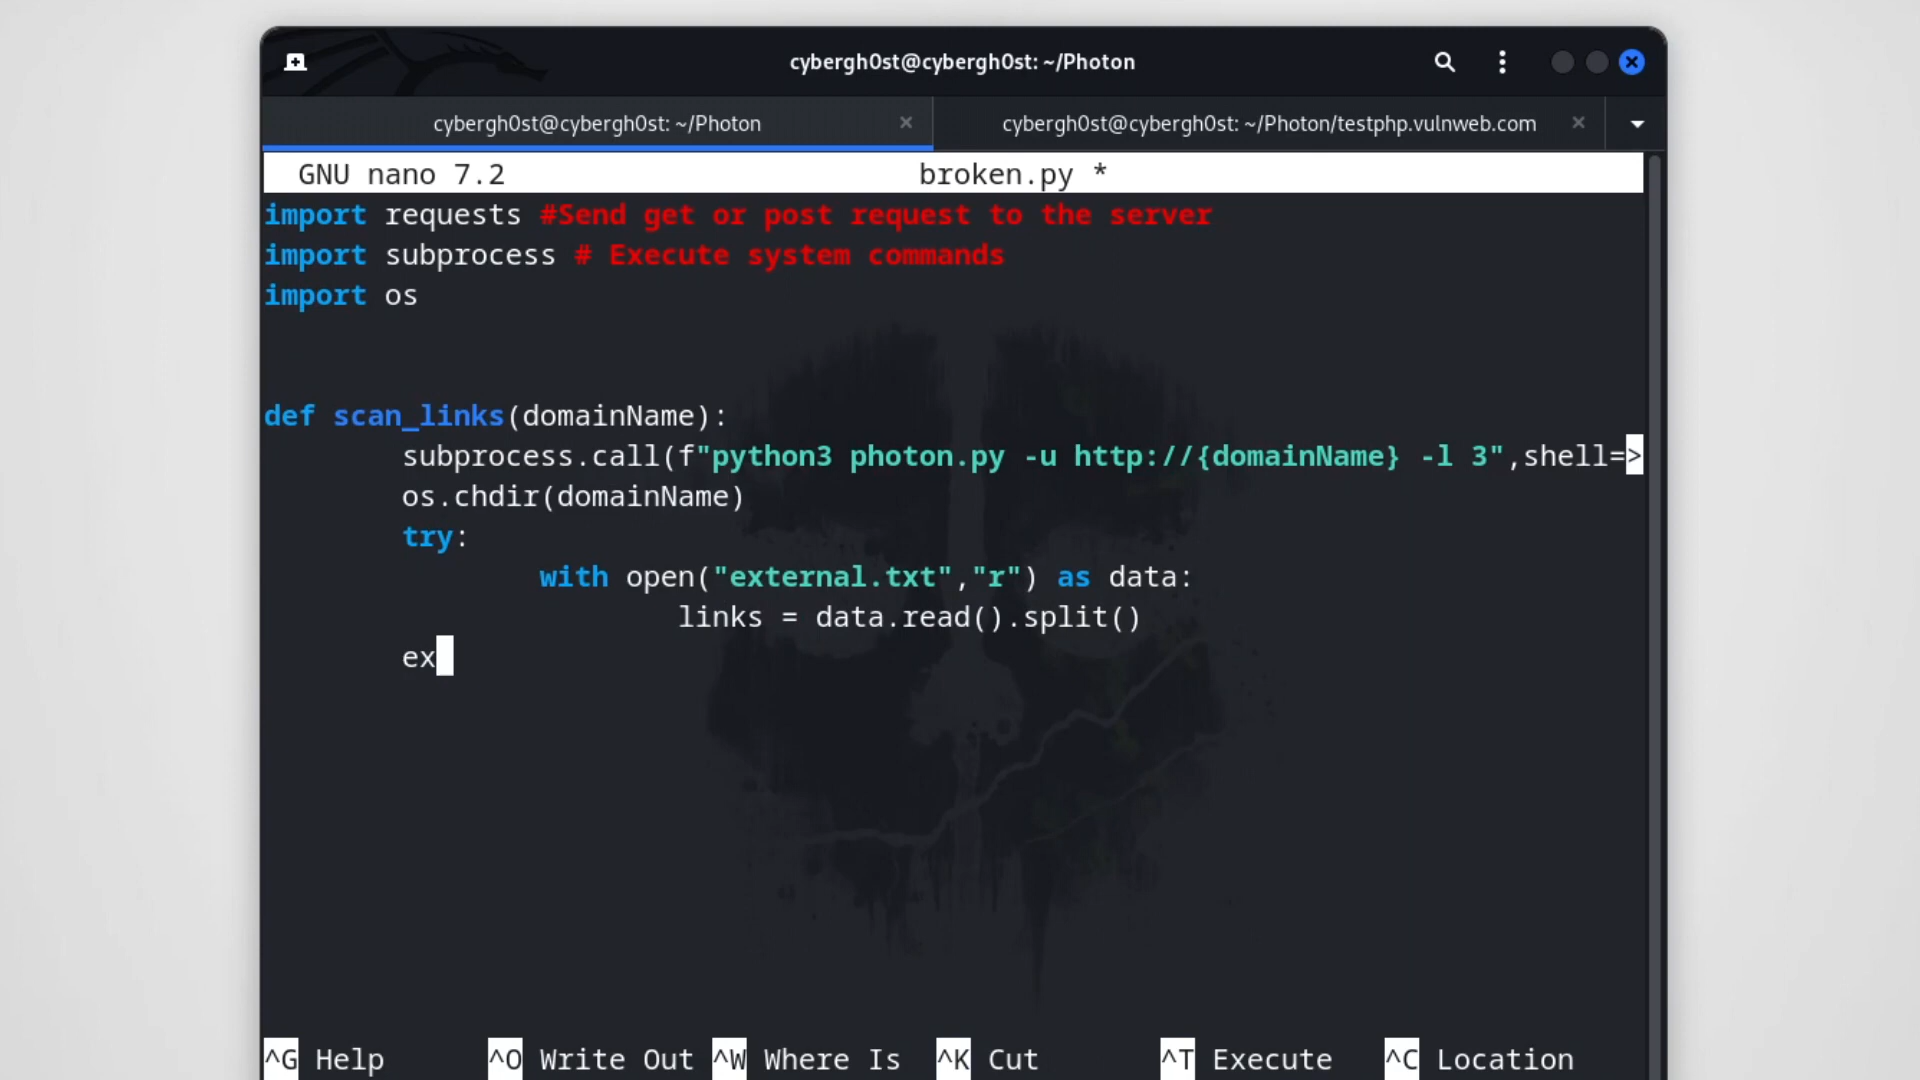 cybergh0st@cybergh0st: ~/Photon
cybergh0st@cybergh0st: ~/Photon × cybergh0st@cybergh0st: ~/Photon/testphp.vulnweb.com ×
GNU nano 7.2 broken.py *
import requests #Send get or post request to the server
import subprocess # Execute system commands
import os
def scan_links(domainName):
subprocess.call(f"python3 photon.py -u http://{domainName} -l 3",shell=>
os.chdir(domainName)
try:
with open("external.txt","r") as data:
links = data.read().split()
ex
^G Help ^O Write Out ^W Where Is ^K Cut ^T Execute ^C Location